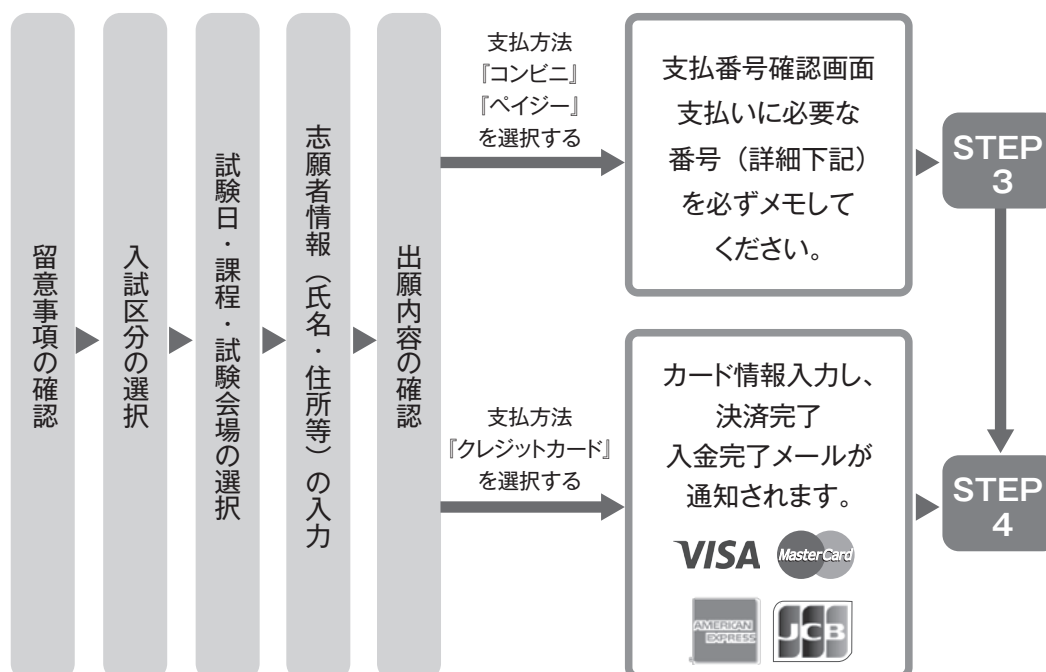 留意事項の確認
入試区分の選択
試験日・課程・試験会場の選択
志願者情報（氏名・住所等）の入力
出願内容の確認
支払方法
『コンビニ』
『ペイジー』
を選択する
支払番号確認画面
支払いに必要な
番号（詳細下記）
を必ずメモして
ください。
STEP
3
支払方法
『クレジットカード』
を選択する
カード情報入力し、
決済完了
入金完了メールが
通知されます。
VISA
MasterCard
AMERICAN
EXPRESS
JCB
STEP
4